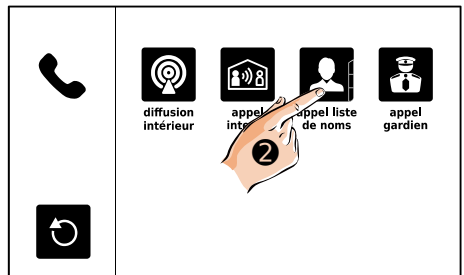 diffusion
intérieur
appel
appel liste
de noms
appel
gardien
2